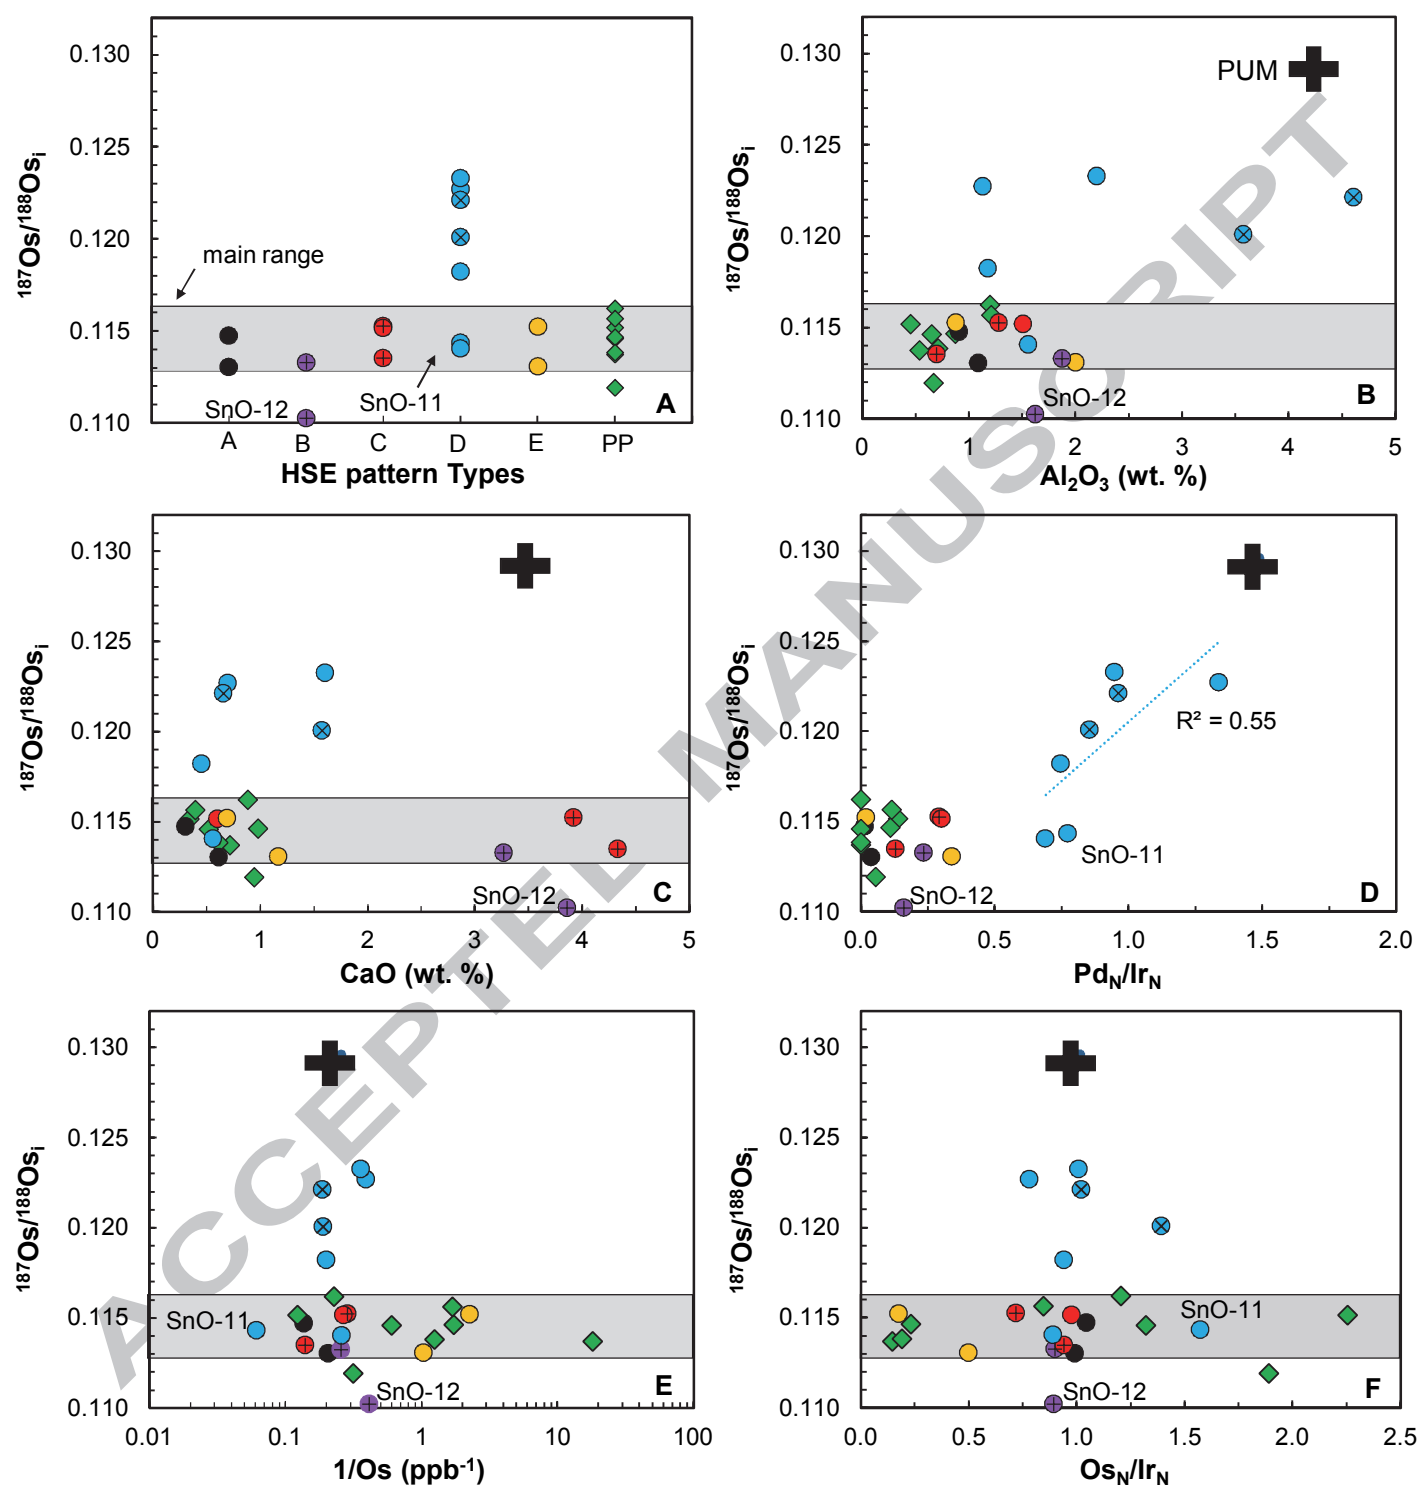 0.130
0.125
0.120
0.115
0.110
187Os/188Osi
main range
SnO-12
SnO-11
A
A B C D E PP
HSE pattern Types
0.130
0.125
0.120
0.115
0.110
187Os/188Osi
PUM
SnO-12
B
0 1 2 3 4 5
Al2O3 (wt. %)
0.130
0.125
0.120
0.115
0.110
187Os/188Osi
SnO-12
C
0 1 2 3 4 5
CaO (wt. %)
0.130
0.125
0.120
0.115
0.110
187Os/188Osi
R² = 0.55
SnO-11
SnO-12
D
0.0 0.5 1.0 1.5 2.0
PdN/IrN
0.130
0.125
0.120
0.115
0.110
187Os/188Osi
SnO-11
SnO-12
E
0.01 0.1 1 10 100
1/Os (ppb-1)
0.130
0.125
0.120
0.115
0.110
187Os/188Osi
SnO-11
SnO-12
F
0.0 0.5 1.0 1.5 2.0 2.5
OsN/IrN
ACCEPTED MANUSCRIPT